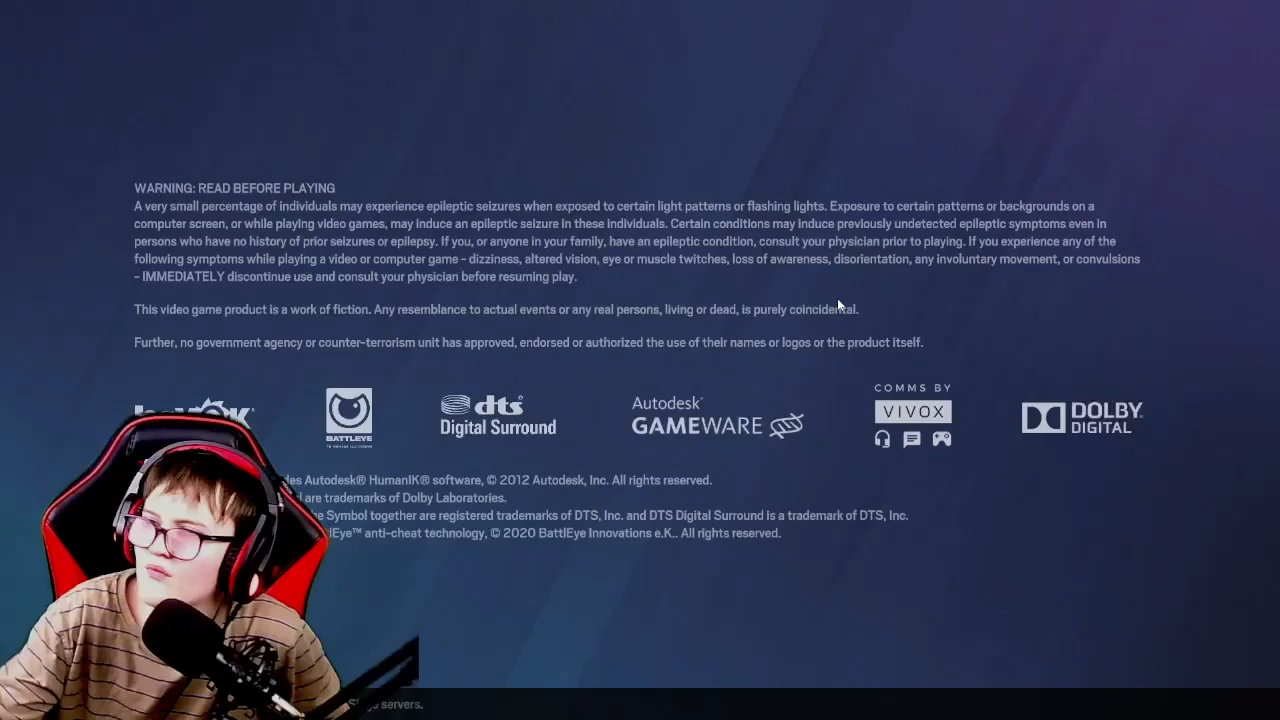 WARNING: READ BEFORE PLAYING
A very small percentage of individuals may experience epileptic seizures when exposed to certain light patterns or flashing lights. Exposure to certain patterns or backgrounds on a
computer screen, or while playing video games, may induce an epileptic seizure in these individuals. Certain conditions may induce previously undetected epileptic symptoms even in
persons who have no history of prior seizures or epilepsy. If you, or anyone in your family, have an epileptic condition, consult your physician prior to playing. If you experience any of the
following symptoms while playing a video or computer game - dizziness, altered vision, eye or muscle twitches, loss of awareness, disorientation, any involuntary movement, or convulsions
- IMMEDIATELY discontinue use and consult your physician before resuming play.
This video game product is a work of fiction. Any resemblance to actual events or any real persons, living or dead, is purely coincidental.
Further, no government agency or counter-terrorism unit has approved, endorsed or authorized the use of their names or logos or the product itself.
BATTLEYE
dts
Digital Surround
Autodesk®
GAMEWARE
COMMS BY
VIVOX
DOLBY
DIGITAL
Autodesk® HumanIK® software, © 2012 Autodesk, Inc. All rights reserved.
are trademarks of Dolby Laboratories.
Symbol together are registered trademarks of DTS, Inc. and DTS Digital Surround is a trademark of DTS, Inc.
anti-cheat technology, © 2020 BattlEye Innovations e.K.. All rights reserved.
servers.